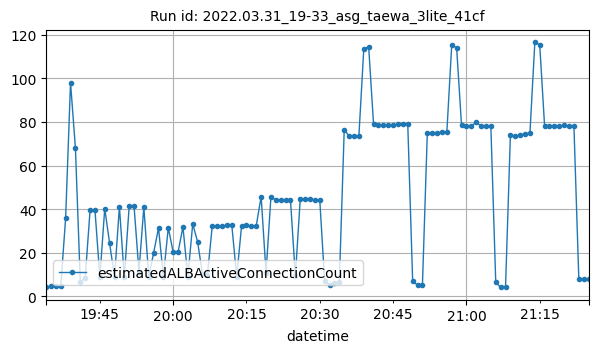 Run id: 2022.03.31_19-33_asg_taewa_3lite_41cf
120
100
80
60
40
20
0
estimatedALBActiveConnectionCount
19:45 20:00 20:15 20:30 20:45 21:00 21:15
datetime